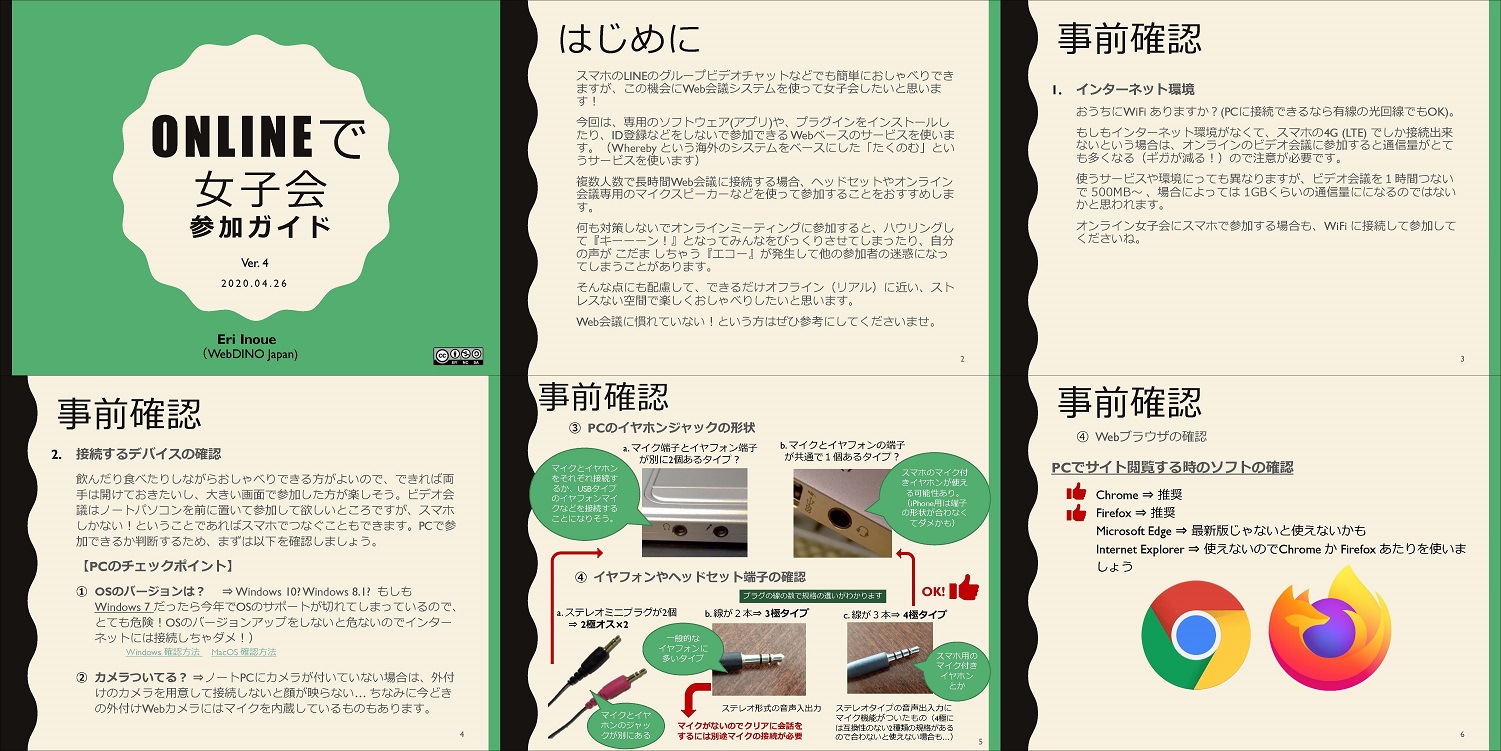 ONLINEで
女子会
参加ガイド
Ver. 4
2020.04.26
Eri Inoue
（WebDINO Japan)
はじめに
スマホのLINEのグループビデオチャットなどでも簡単におしゃべりでき
ますが、この機会にWeb会議システムを使って女子会したいと思いま
す！
今回は、専用のソフトウェア(アプリ)や、プラグインをインストールし
たり、ID登録などをしないで参加できる Webベースのサービスを使いま
す。（Whereby という海外のシステムをベースにした「たくのむ」とい
うサービスを使います）
複数人数で長時間Web会議に接続する場合、ヘッドセットやオンライン
会議専用のマイクスピーカーなどを使って参加することをおすすめしま
す。
何も対策しないでオンラインミーティングに参加すると、ハウリングし
て『キーーーン！』となってみんなをびっくりさせてしまったり、自分
の声が こだま しちゃう『エコー』が発生して他の参加者の迷惑になっ
てしまうことがあります。
そんな点にも配慮して、できるだけオフライン（リアル）に近い、スト
レスない空間で楽しくおしゃべりしたいと思います。
Web会議に慣れていない！という方はぜひ参考にしてくださいませ。
2
事前確認
1. インターネット環境
おうちにWiFi ありますか？(PCに接続できるなら有線の光回線でもOK)。
もしもインターネット環境がなくて、スマホの4G (LTE) でしか接続出来
ないという場合は、オンラインのビデオ会議に参加すると通信量がとて
も多くなる（ギガが減る！）ので注意が必要です。
使うサービスや環境にっても異なりますが、ビデオ会議を１時間つない
で 500MB～ 、場合によっては 1GBくらいの通信量にになるのではない
かと思われます。
オンライン女子会にスマホで参加する場合も、WiFi に接続して参加して
くださいね。
3
事前確認
2. 接続するデバイスの確認
飲んだり食べたりしながらおしゃべりできる方がよいので、できれば両
手は開けておきたいし、大きい画面で参加した方が楽しそう。ビデオ会
議はノートパソコンを前に置いて参加して欲しいところですが、スマホ
しかない！ということであればスマホでつなぐこともできます。PCで参
加できるか判断するため、まずは以下を確認しましょう。
【PCのチェックポイント】
① OSのバージョンは？ ⇒ Windows 10? Windows 8.1? もしも
Windows 7 だったら今年でOSのサポートが切れてしまっているので、
とても危険！OSのバージョンアップをしないと危ないのでインター
ネットには接続しちゃダメ！）
Windows 確認方法 MacOS 確認方法
② カメラついてる？ ⇒ノートPCにカメラが付いていない場合は、外付
けのカメラを用意して接続しないと顔が映らない… ちなみに今どき
の外付けWebカメラにはマイクを内蔵しているものもあります。
4
事前確認
③ PCのイヤホンジャックの形状
a. マイク端子とイヤフォン端子
が別に2個あるタイプ？
b. マイクとイヤフォンの端子
が共通で１個あるタイプ？
マイクとイヤホン
をそれぞれ接続す
るか、USBタイプ
のイヤフォンマイ
クなどを接続する
ことになりそう。
スマホのマイク付
きイヤホンが使え
る可能性あり。
（iPhone用は端子
の形状が合わなく
てダメかも）
④ イヤフォンやヘッドセット端子の確認
プラグの線の数で規格の違いがわかります
OK!
a. ステレオミニプラグが2個
⇒ 2極オス×2
b. 線が２本⇒ 3極タイプ
c. 線が３本⇒ 4極タイプ
一般的な
イヤフォンに
多いタイプ
スマホ用の
マイク付き
イヤホン
とか
マイクとイヤ
ホンのジャッ
クが別にある
ステレオ形式の音声入出力
マイクがないのでクリアに会話を
するには別途マイクの接続が必要
ステレオタイプの音声出入力に
マイク機能がついたもの（4極に
は互換性のない2種類の規格がある
ので合わないと使えない場合も…）
5
事前確認
④ Webブラウザの確認
PCでサイト閲覧する時のソフトの確認
Chrome ⇒ 推奨
Firefox ⇒ 推奨
Microsoft Edge ⇒ 最新版じゃないと使えないかも
Internet Explorer ⇒ 使えないのでChrome か Firefox あたりを使いま
しょう
6